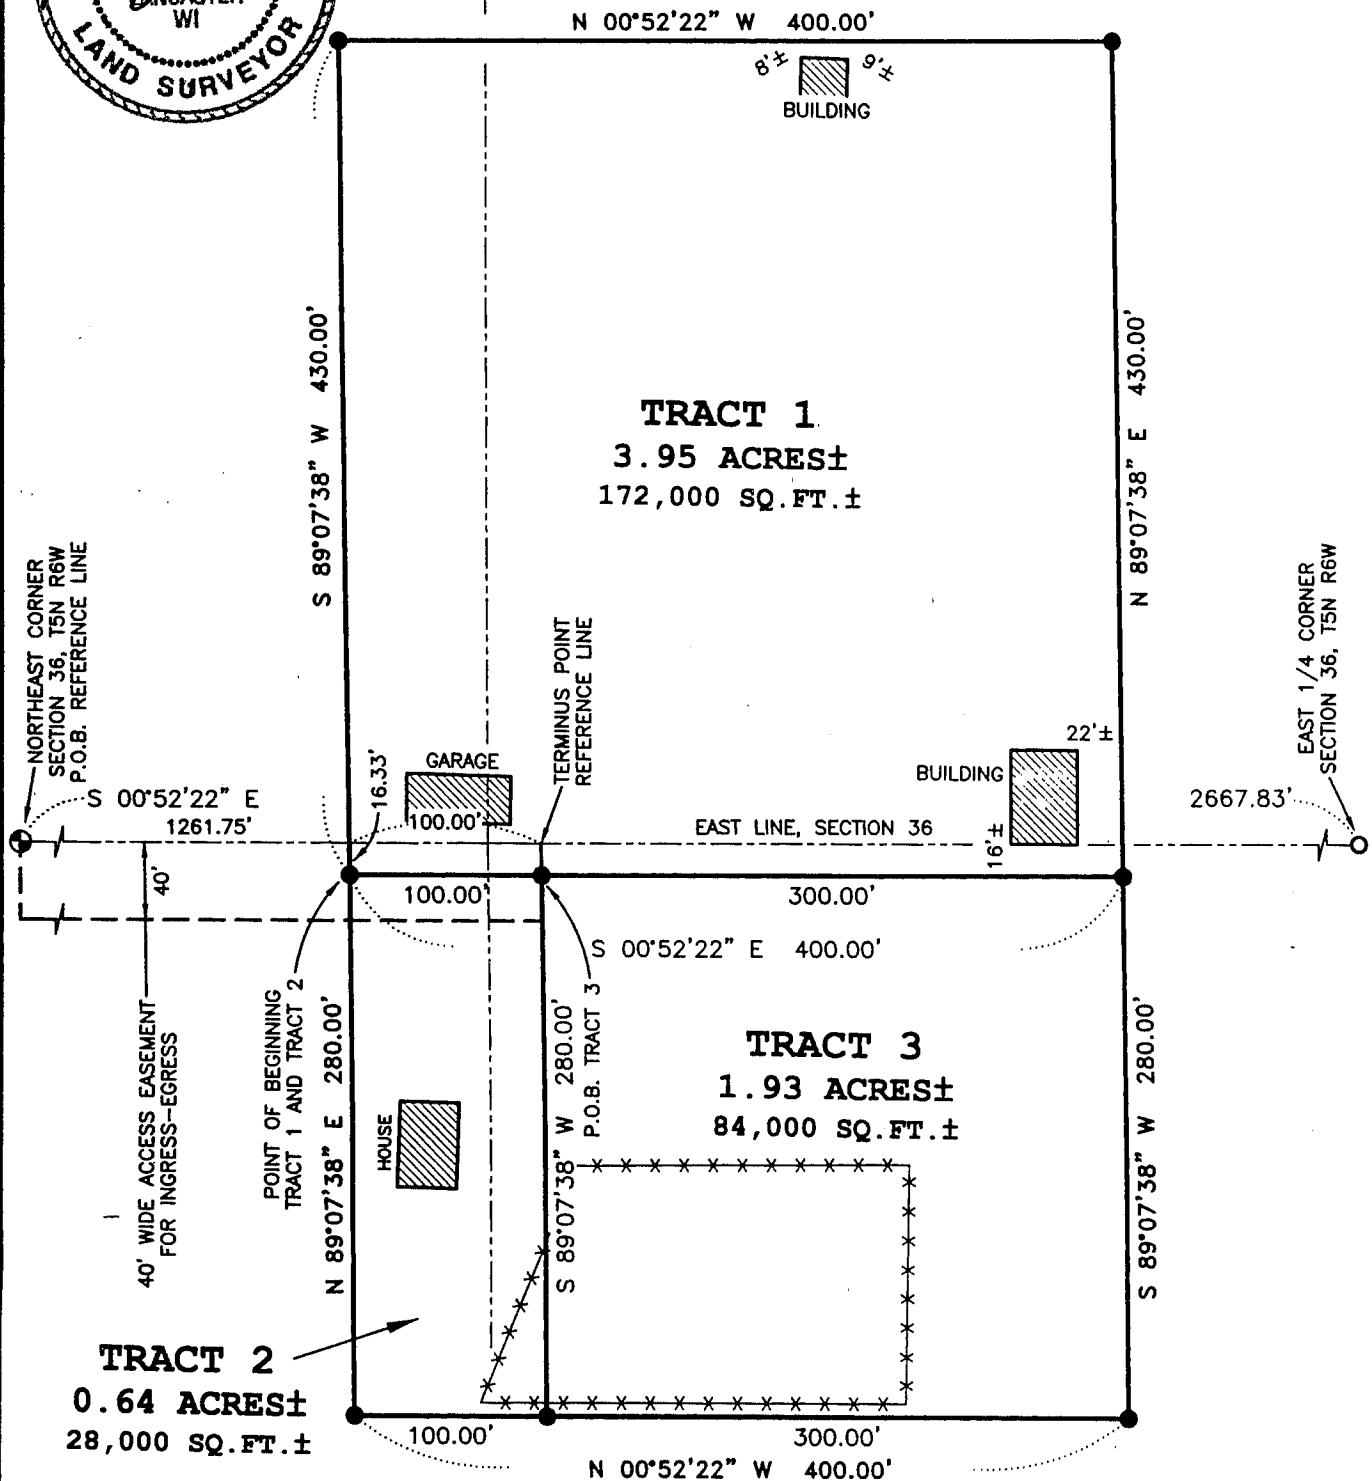 LANCASTER
WI
LAND SURVEYOR
N 00°52'22" W 400.00'
8'±
9'±
BUILDING
S 89°07'38" W 430.00'
N 89°07'38" E 430.00'
TRACT 1
3.95 ACRES±
172,000 SQ.FT.±
NORTHEAST CORNER
SECTION 36, T5N R6W
P.O.B. REFERENCE LINE
TERMINUS POINT
REFERENCE LINE
EAST 1/4 CORNER
SECTION 36, T5N R6W
S 00°52'22" E
1261.75'
16.33'
GARAGE
100.00'
EAST LINE, SECTION 36
BUILDING
22'±
16'±
2667.83'
40'
100.00'
300.00'
S 00°52'22" E 400.00'
40' WIDE ACCESS EASEMENT
FOR INGRESS-EGRESS
POINT OF BEGINNING
TRACT 1 AND TRACT 2
N 89°07'38" E 280.00'
HOUSE
S 89°07'38" W 280.00'
P.O.B. TRACT 3
TRACT 3
1.93 ACRES±
84,000 SQ.FT.±
S 89°07'38" W 280.00'
TRACT 2
0.64 ACRES±
28,000 SQ.FT.±
100.00'
300.00'
N 00°52'22" W 400.00'